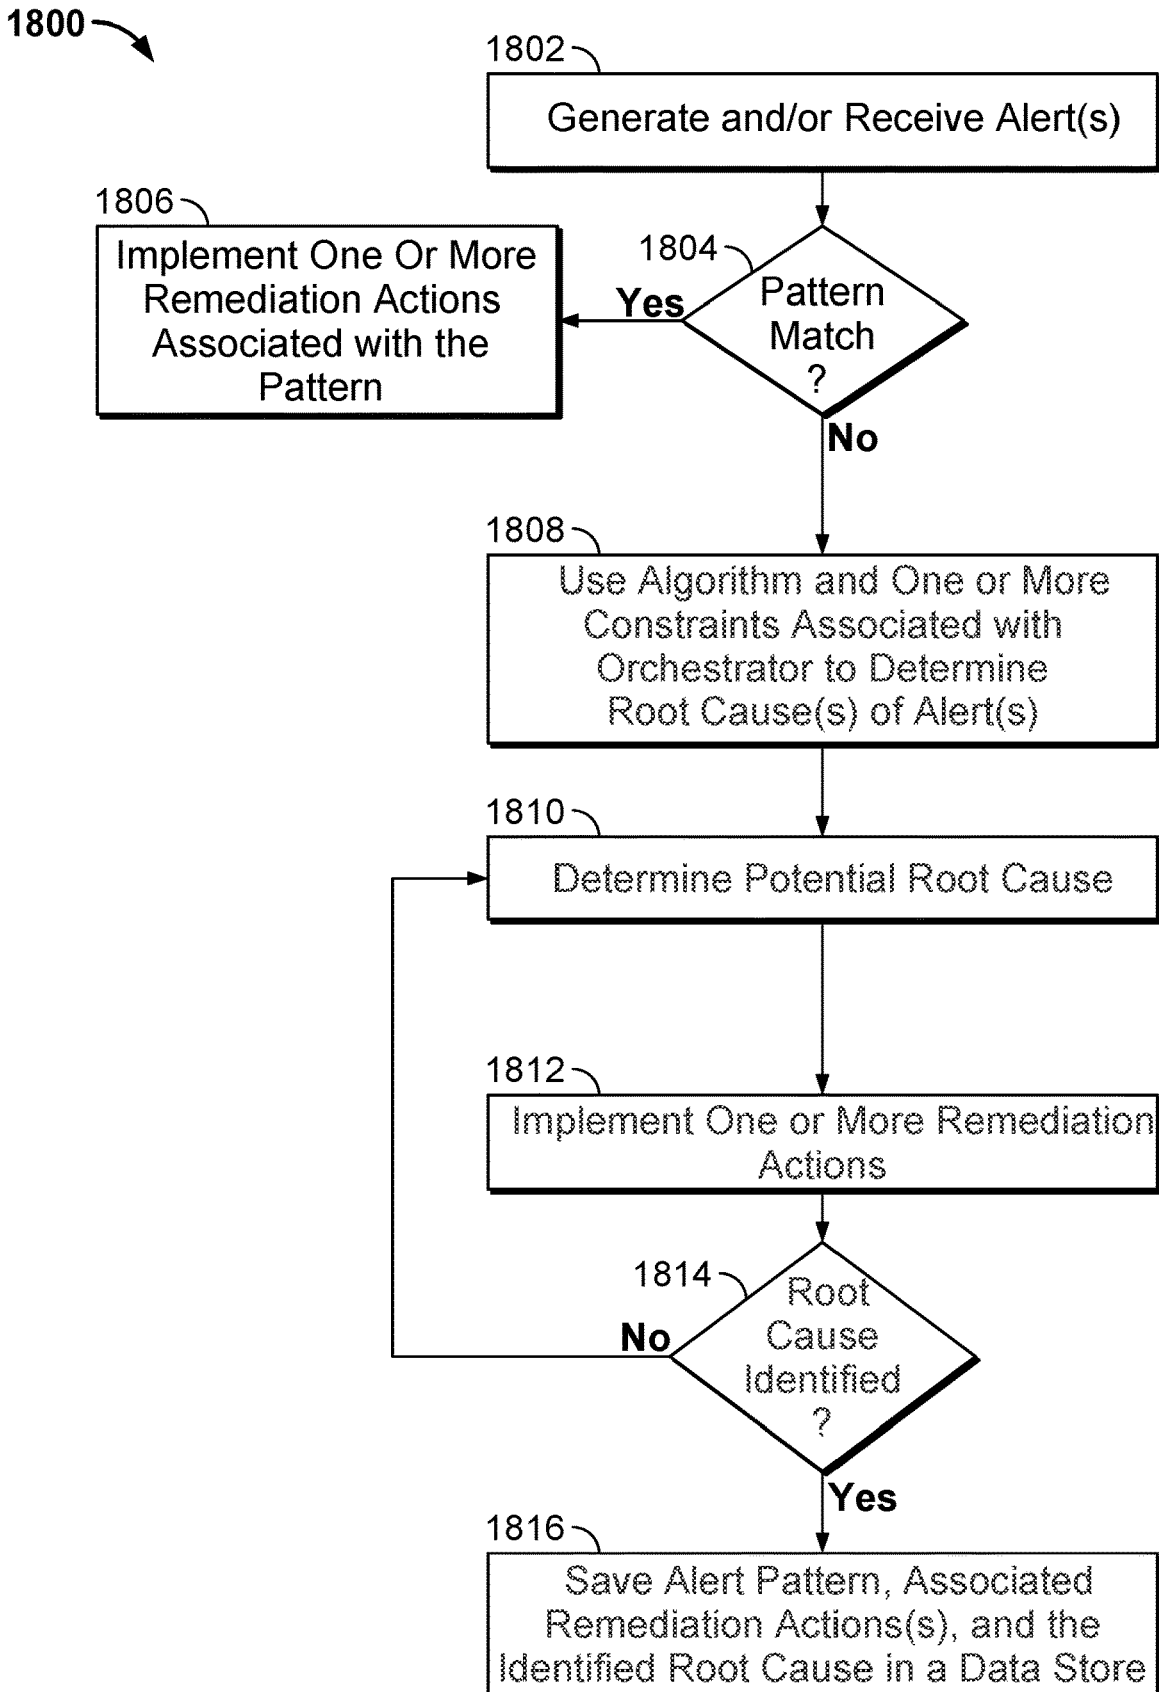 1800
1802
Generate and/or Receive Alert(s)
1806
Implement One Or More
Remediation Actions
Associated with the
Pattern
1804
Yes
Pattern
Match
?
No
1808
Use Algorithm and One or More
Constraints Associated with
Orchestrator to Determine
Root Cause(s) of Alert(s)
1810
Determine Potential Root Cause
1812
Implement One or More Remediation
Actions
1814
No
Root
Cause
Identified
?
Yes
1816
Save Alert Pattern, Associated
Remediation Actions(s), and the
Identified Root Cause in a Data Store